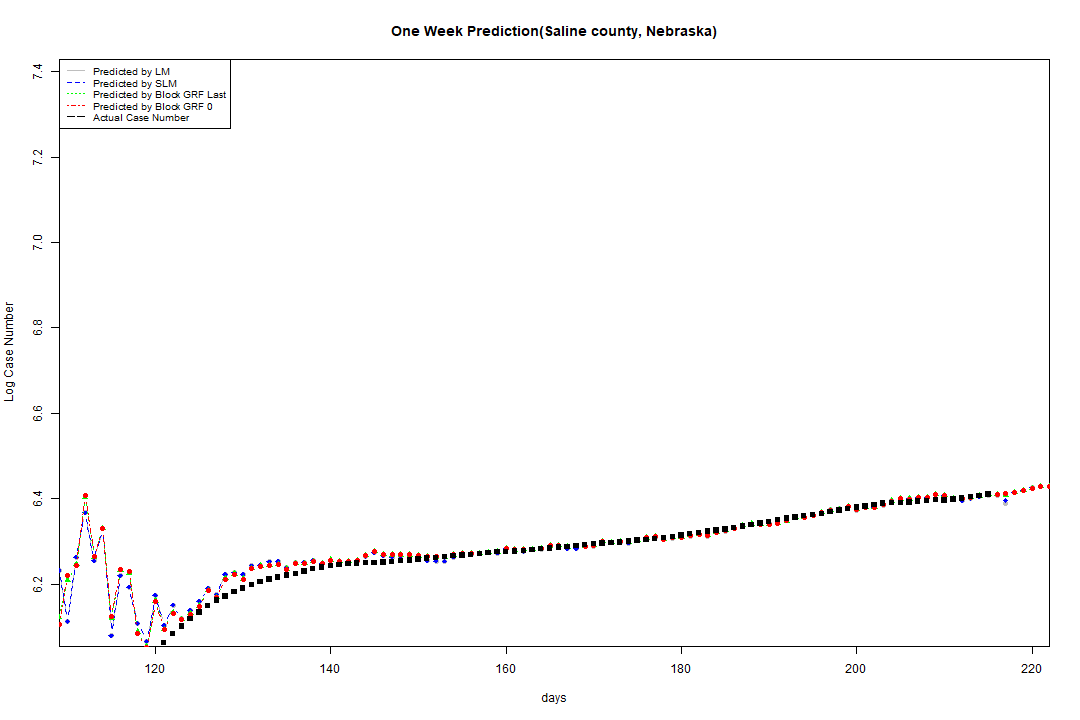 One Week Prediction(Saline county, Nebraska)
Predicted by LM
Predicted by SLM
Predicted by Block GRF Last
Predicted by Block GRF 0
Actual Case Number
7.4
7.2
7.0
6.8
6.6
6.4
6.2
Log Case Number
120 140 160 180 200 220
days